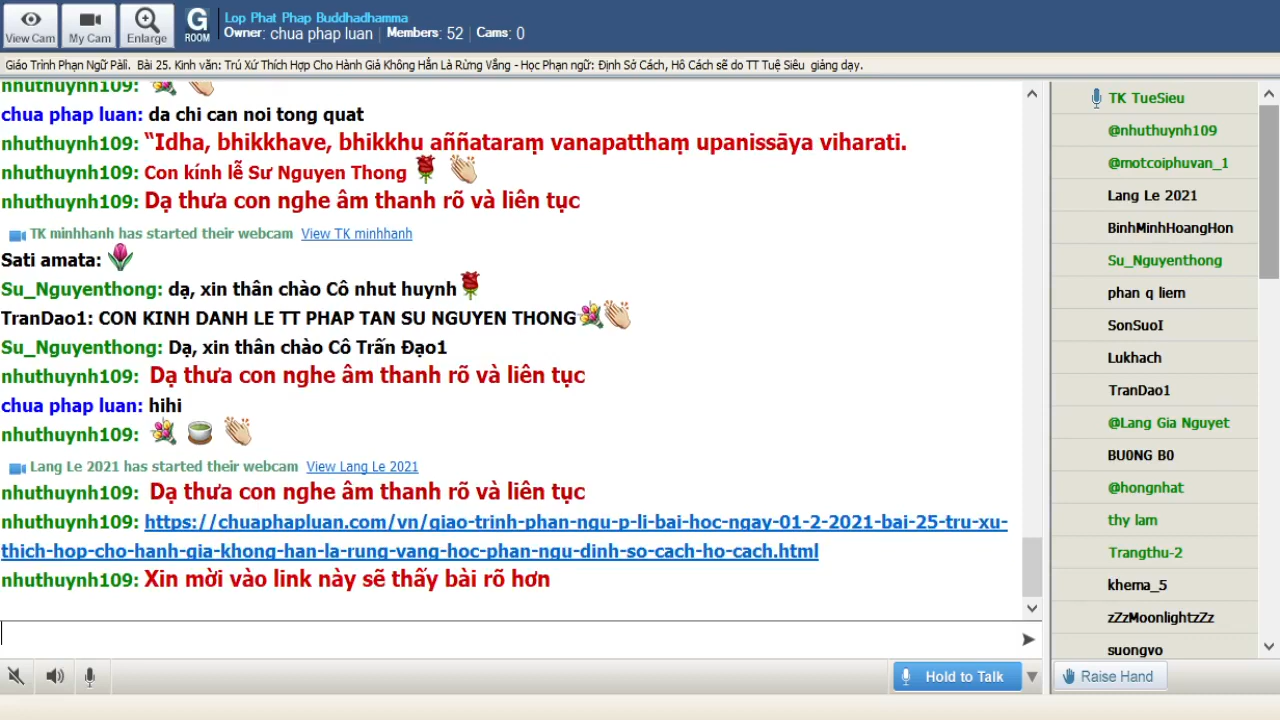 View Cam
My Cam
Enlarge
G
ROOM
Lop Phat Phap Buddhadhamma
Owner: chua phap luan Members: 52 Cams: 0
Giáo Trình Phạn Ngữ Pàli. Bài 25. Kinh văn: Trú Xứ Thích Hợp Cho Hành Giả Không Hẳn Là Rừng Vắng - Học Phạn ngữ: Định Sở Cách, Hô Cách sẽ do TT Tuệ Siêu giảng dạy.
nhuthuynh109:
chua phap luan: da chi can noi tong quat
nhuthuynh109: “Idha, bhikkhave, bhikkhu aññataraṃ vanapatthaṃ upanissāya viharati.
nhuthuynh109: Con kính lễ Sư Nguyen Thong
nhuthuynh109: Dạ thưa con nghe âm thanh rõ và liên tục
TK minhhanh has started their webcam View TK minhhanh
Sati amata:
Su_Nguyenthong: dạ, xin thân chào Cô nhut huynh
TranDao1: CON KINH DANH LE TT PHAP TAN SU NGUYEN THONG
Su_Nguyenthong: Dạ, xin thân chào Cô Trấn Đạo1
nhuthuynh109: Dạ thưa con nghe âm thanh rõ và liên tục
chua phap luan: hihi
nhuthuynh109:
Lang Le 2021 has started their webcam View Lang Le 2021
nhuthuynh109: Dạ thưa con nghe âm thanh rõ và liên tục
nhuthuynh109: https://chuaphapluan.com/vn/giao-trinh-phan-ngu-p-li-bai-hoc-ngay-01-2-2021-bai-25-tru-xu-
thich-hop-cho-hanh-gia-khong-han-la-rung-vang-hoc-phan-ngu-dinh-so-cach-ho-cach.html
nhuthuynh109: Xin mời vào link này sẽ thấy bài rõ hơn
Hold to Talk
TK TueSieu
@nhuthuynh109
@motcoiphuvan_1
Lang Le 2021
BinhMinhHoangHon
Su_Nguyenthong
phan q liem
SonSuoI
Lukhach
TranDao1
@Lang Gia Nguyet
BU0NG B0
@hongnhat
thy lam
Trangthu-2
khema_5
zZzMoonlightzZz
suongvo
Raise Hand